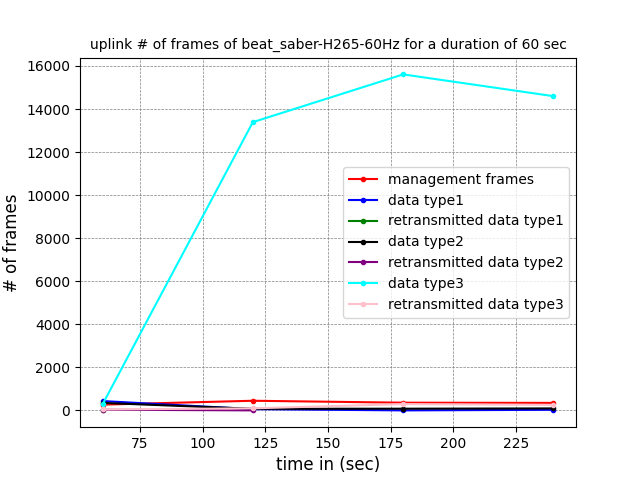 uplink # of frames of beat_saber-H265-60Hz for a duration of 60 sec
16000
14000
12000
10000
8000
6000
4000
2000
0
# of frames
management frames
data type1
retransmitted data type1
data type2
retransmitted data type2
data type3
retransmitted data type3
75 100 125 150 175 200 225
time in (sec)